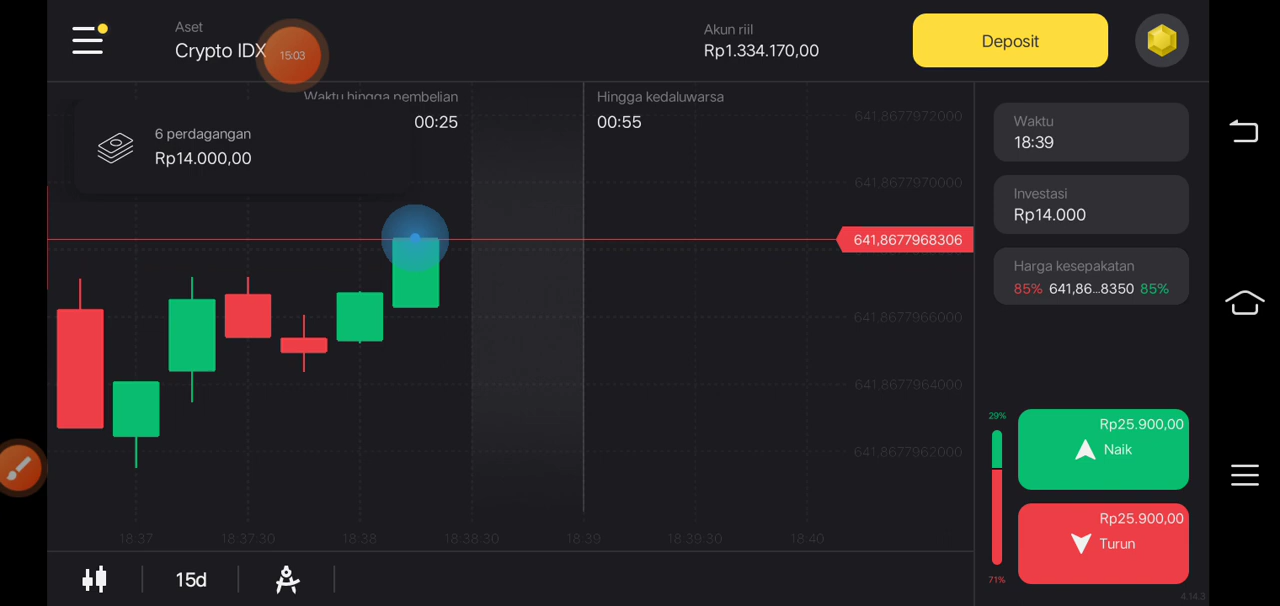 Aset
Crypto IDX
15:03
Akun riil
Rp1.334.170,00
Deposit
Waktu hingga pembelian
00:25
Hingga kedaluwarsa
00:55
6 perdagangan
Rp14.000,00
641,8677972000
641,8677970000
641,8677968306
641,8677966000
641,8677964000
641,8677962000
Waktu
18:39
Investasi
Rp14.000
Harga kesepakatan
85% 641,86...8350 85%
29%
Rp25.900,00
Naik
Rp25.900,00
Turun
71%
18:37
18:37:30
18:38
18:38:30
18:39
18:39:30
18:40
15d
4.14.3